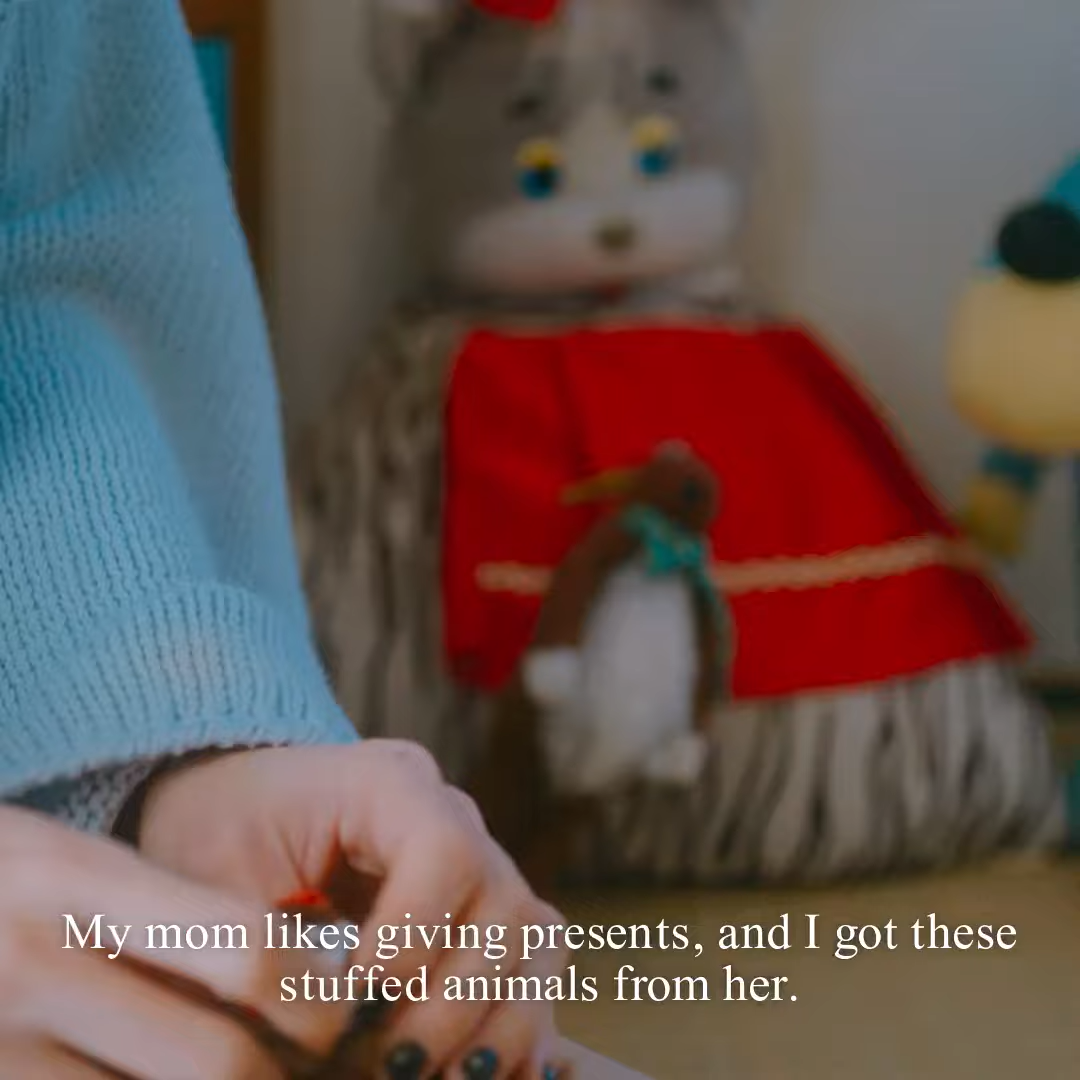 My mom likes giving presents, and I got these
stuffed animals from her.